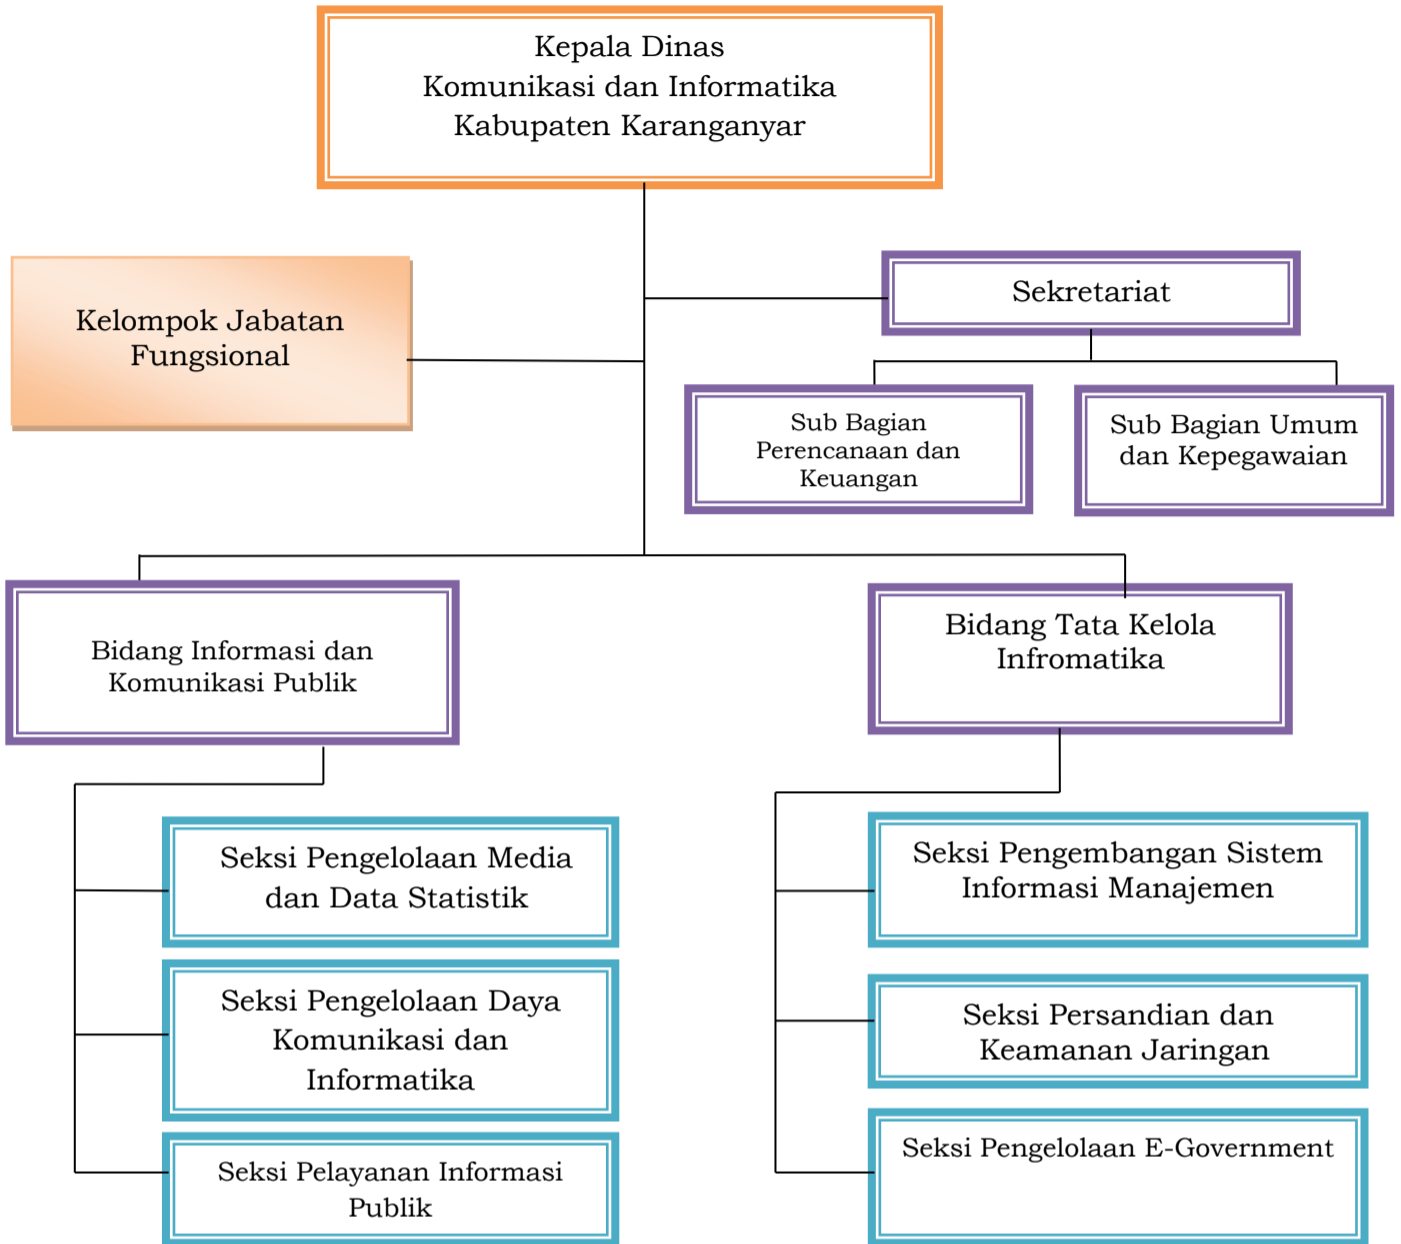 Kepala Dinas
Komunikasi dan Informatika
Kabupaten Karanganyar
Sekretariat
Kelompok Jabatan
Fungsional
Sub Bagian
Perencanaan dan
Keuangan
Sub Bagian Umum
dan Kepegawaian
Bidang Informasi dan
Komunikasi Publik
Bidang Tata Kelola
Infromatika
Seksi Pengelolaan Media
dan Data Statistik
Seksi Pengelolaan Daya
Komunikasi dan
Informatika
Seksi Pelayanan Informasi
Publik
Seksi Pengembangan Sistem
Informasi Manajemen
Seksi Persandian dan
Keamanan Jaringan
Seksi Pengelolaan E-Government